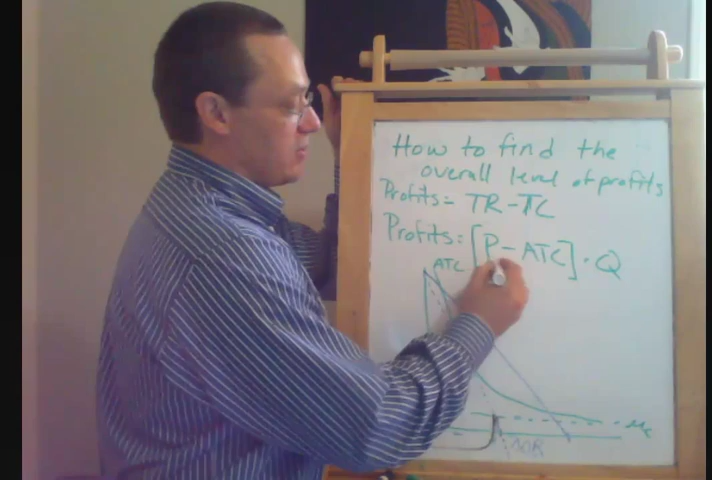 How to find the
overall level of profits
Profits = TR - TC
Profits = [P - ATC] · Q
ATC
MC